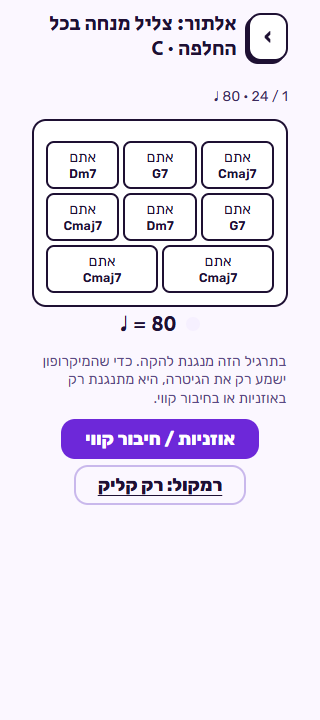 אלתור: צליל מנחה בכל
החלפה • C
1 / 24 • 80 ♩
אתם
Cmaj7
אתם
G7
אתם
Dm7
אתם
G7
אתם
Dm7
אתם
Cmaj7
אתם
Cmaj7
אתם
Cmaj7
♩ = 80
בתרגיל הזה מנגנת להקה. כדי שהמיקרופון
ישמע רק את הגיטרה, היא מתנגנת רק
באוזניות או בחיבור קווי.
אוזניות / חיבור קווי
רמקול: רק קליק